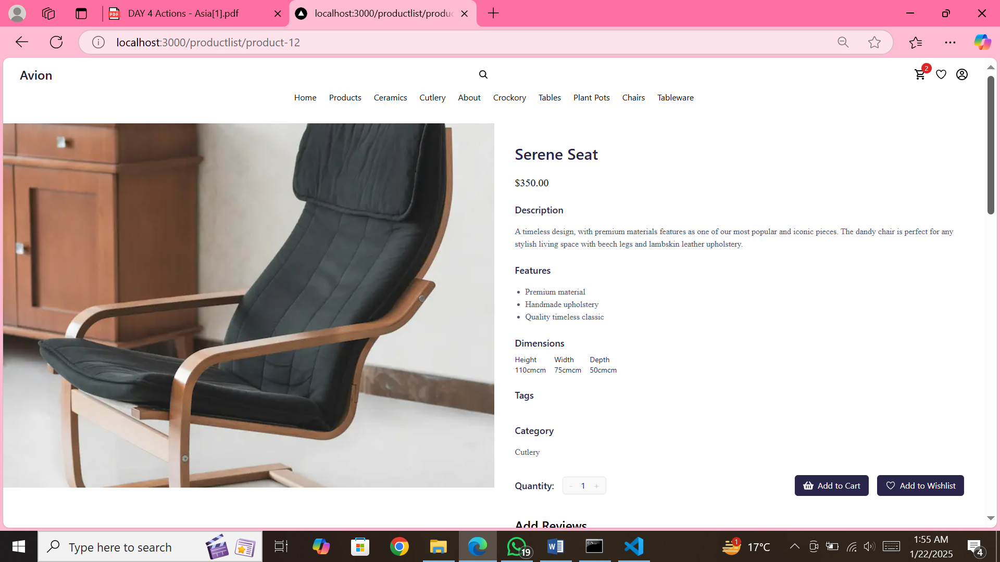 DAY 4 Actions - Asia[1].pdf
localhost:3000/productlist/produc
localhost:3000/productlist/product-12
Avion
2
Home Products Ceramics Cutlery About Crockory Tables Plant Pots Chairs Tableware
Serene Seat
$350.00
Description
A timeless design, with premium materials features as one of our most popular and iconic pieces. The dandy chair is perfect for any
stylish living space with beech legs and lambskin leather upholstery.
Features
• Premium material
• Handmade upholstery
• Quality timeless classic
Dimensions
Height Width Depth
110cmcm 75cmcm 50cmcm
Tags
Category
Cutlery
Quantity: - 1 + Add to Cart Add to Wishlist
Add Reviews
Type here to search
19
1
17°C
1:55 AM
1/22/2025
4